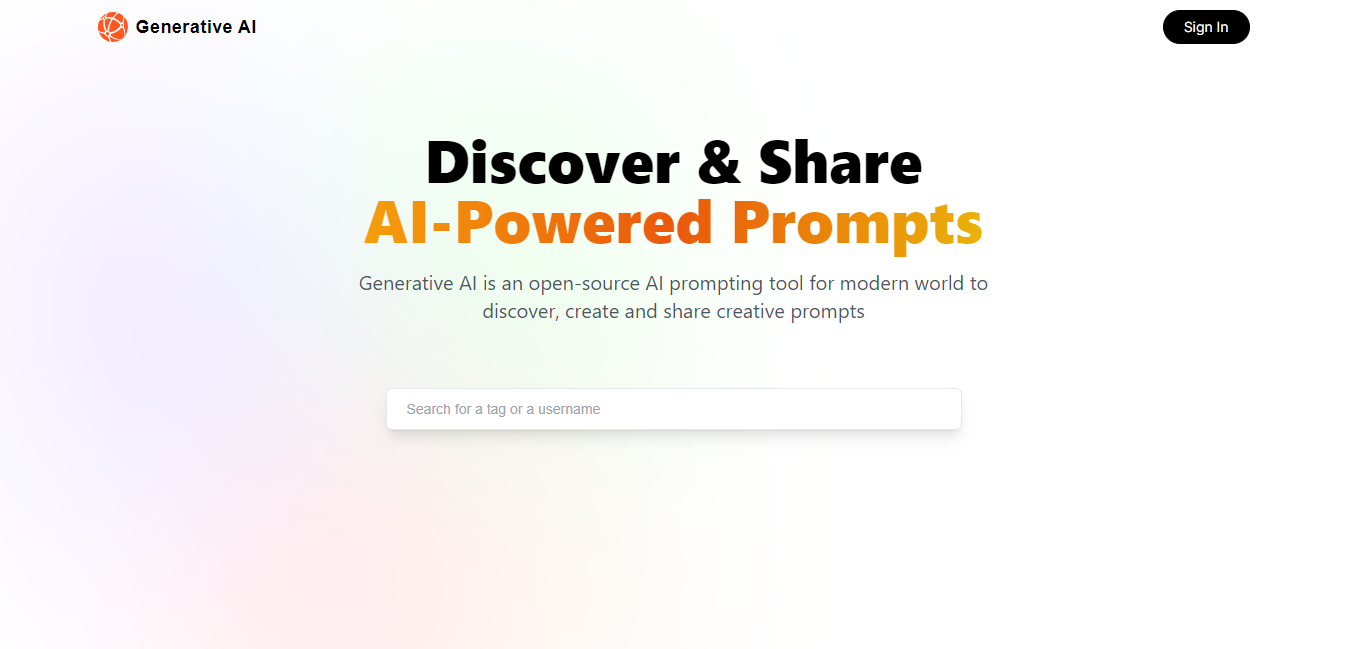 Generative AI
Sign In
Discover & Share
AI-Powered Prompts
Generative AI is an open-source AI prompting tool for modern world to
discover, create and share creative prompts
Search for a tag or a username